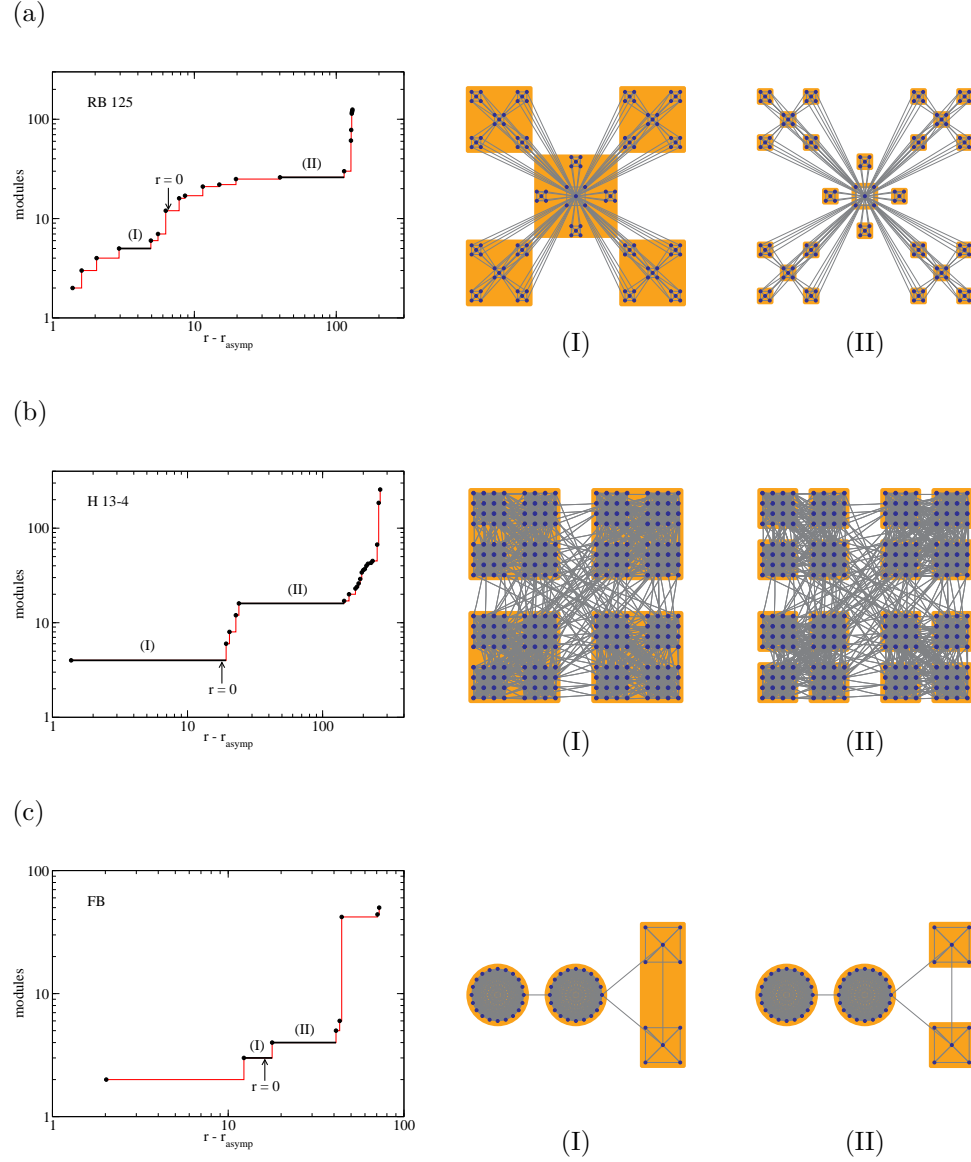 (a)
RB 125
100
10
1
modules
(I)
r = 0
(II)
1
10
100
r - r_asymp
(I)
(II)
(b)
H 13-4
100
10
1
modules
(I)
r = 0
(II)
1
10
100
r - r_asymp
(I)
(II)
(c)
FB
100
10
1
modules
(I)
(II)
r = 0
1
10
100
r - r_asymp
(I)
(II)